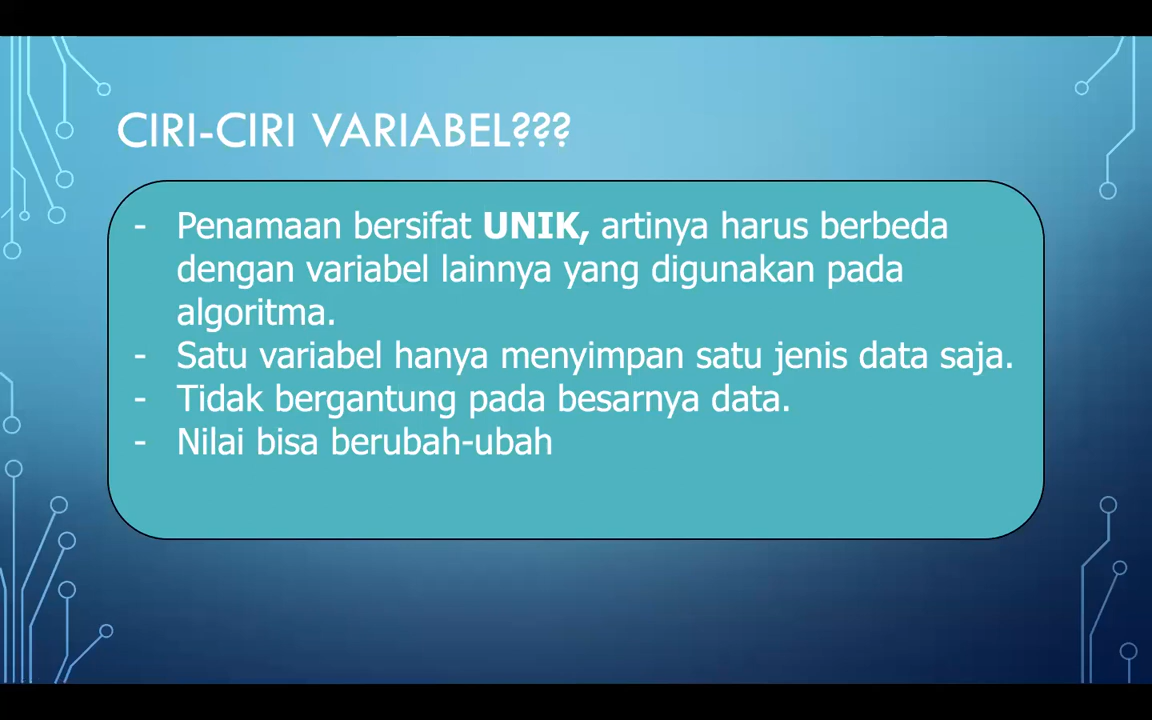 CIRI-CIRI VARIABEL???
- Penamaan bersifat UNIK, artinya harus berbeda
dengan variabel lainnya yang digunakan pada
algoritma.
- Satu variabel hanya menyimpan satu jenis data saja.
- Tidak bergantung pada besarnya data.
- Nilai bisa berubah-ubah